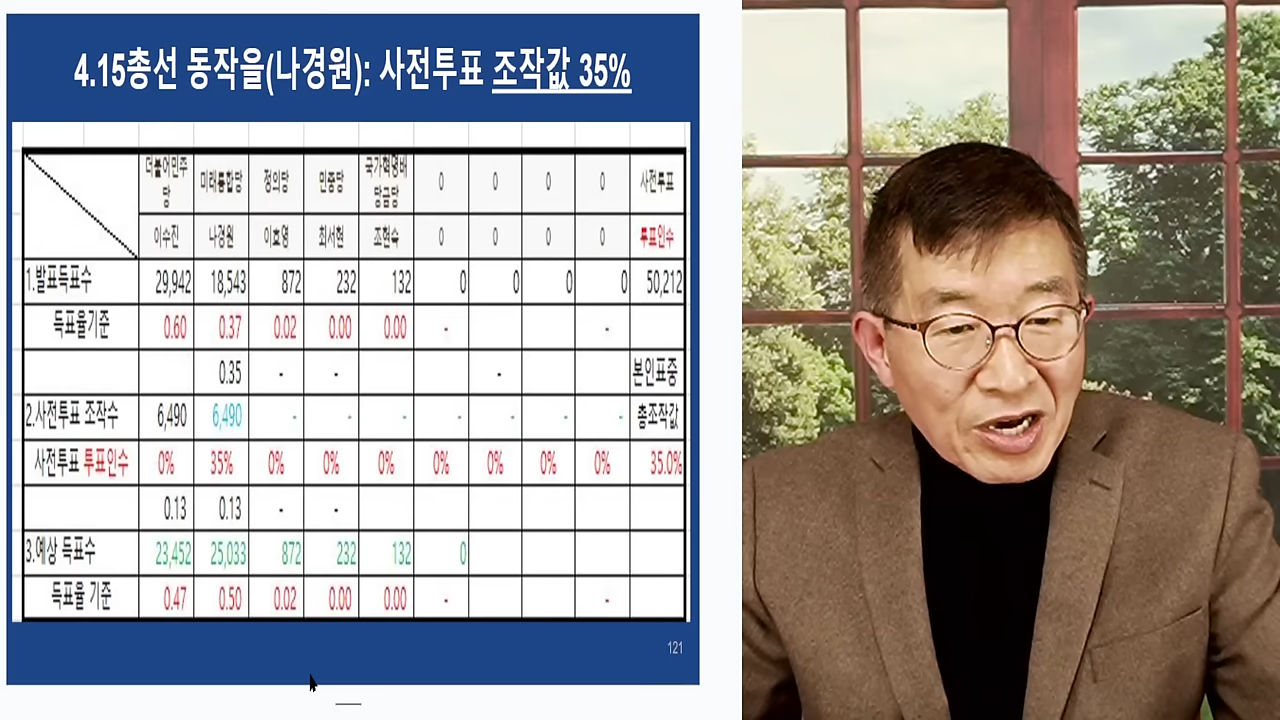 4.15총선 동작을(나경원): 사전투표 조작값 35%
더불어민주당 미래통합당 정의당 민중당 국가혁명배당금당 0 0 0 0 사전투표
이수진 나경원 이호영 최서현 조현숙 0 0 0 0 투표인수
1.발표득표수 29,942 18,543 872 232 132 0 0 0 0 50,212
득표율기준 0.60 0.37 0.02 0.00 0.00 - -
0.35 - - - 본인표중
2.사전투표 조작수 6,490 6,490 - - - - - - - 총조작값
사전투표 투표인수 0% 35% 0% 0% 0% 0% 0% 0% 0% 35.0%
0.13 0.13 - -
3.예상 득표수 23,452 25,033 872 232 132 0
득표율 기준 0.47 0.50 0.02 0.00 0.00 - -
121